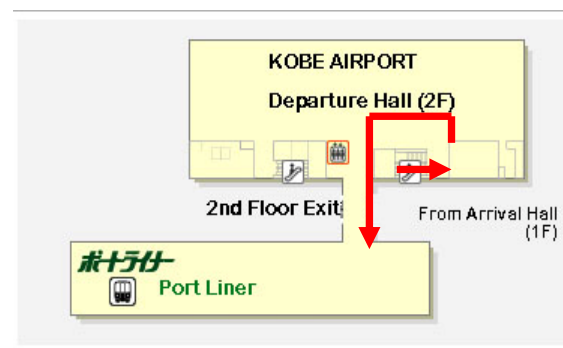 KOBE AIRPORT
Departure Hall (2F)
2nd Floor Exit
From Arrival Hall
(1F)
ポートライナー
Port Liner